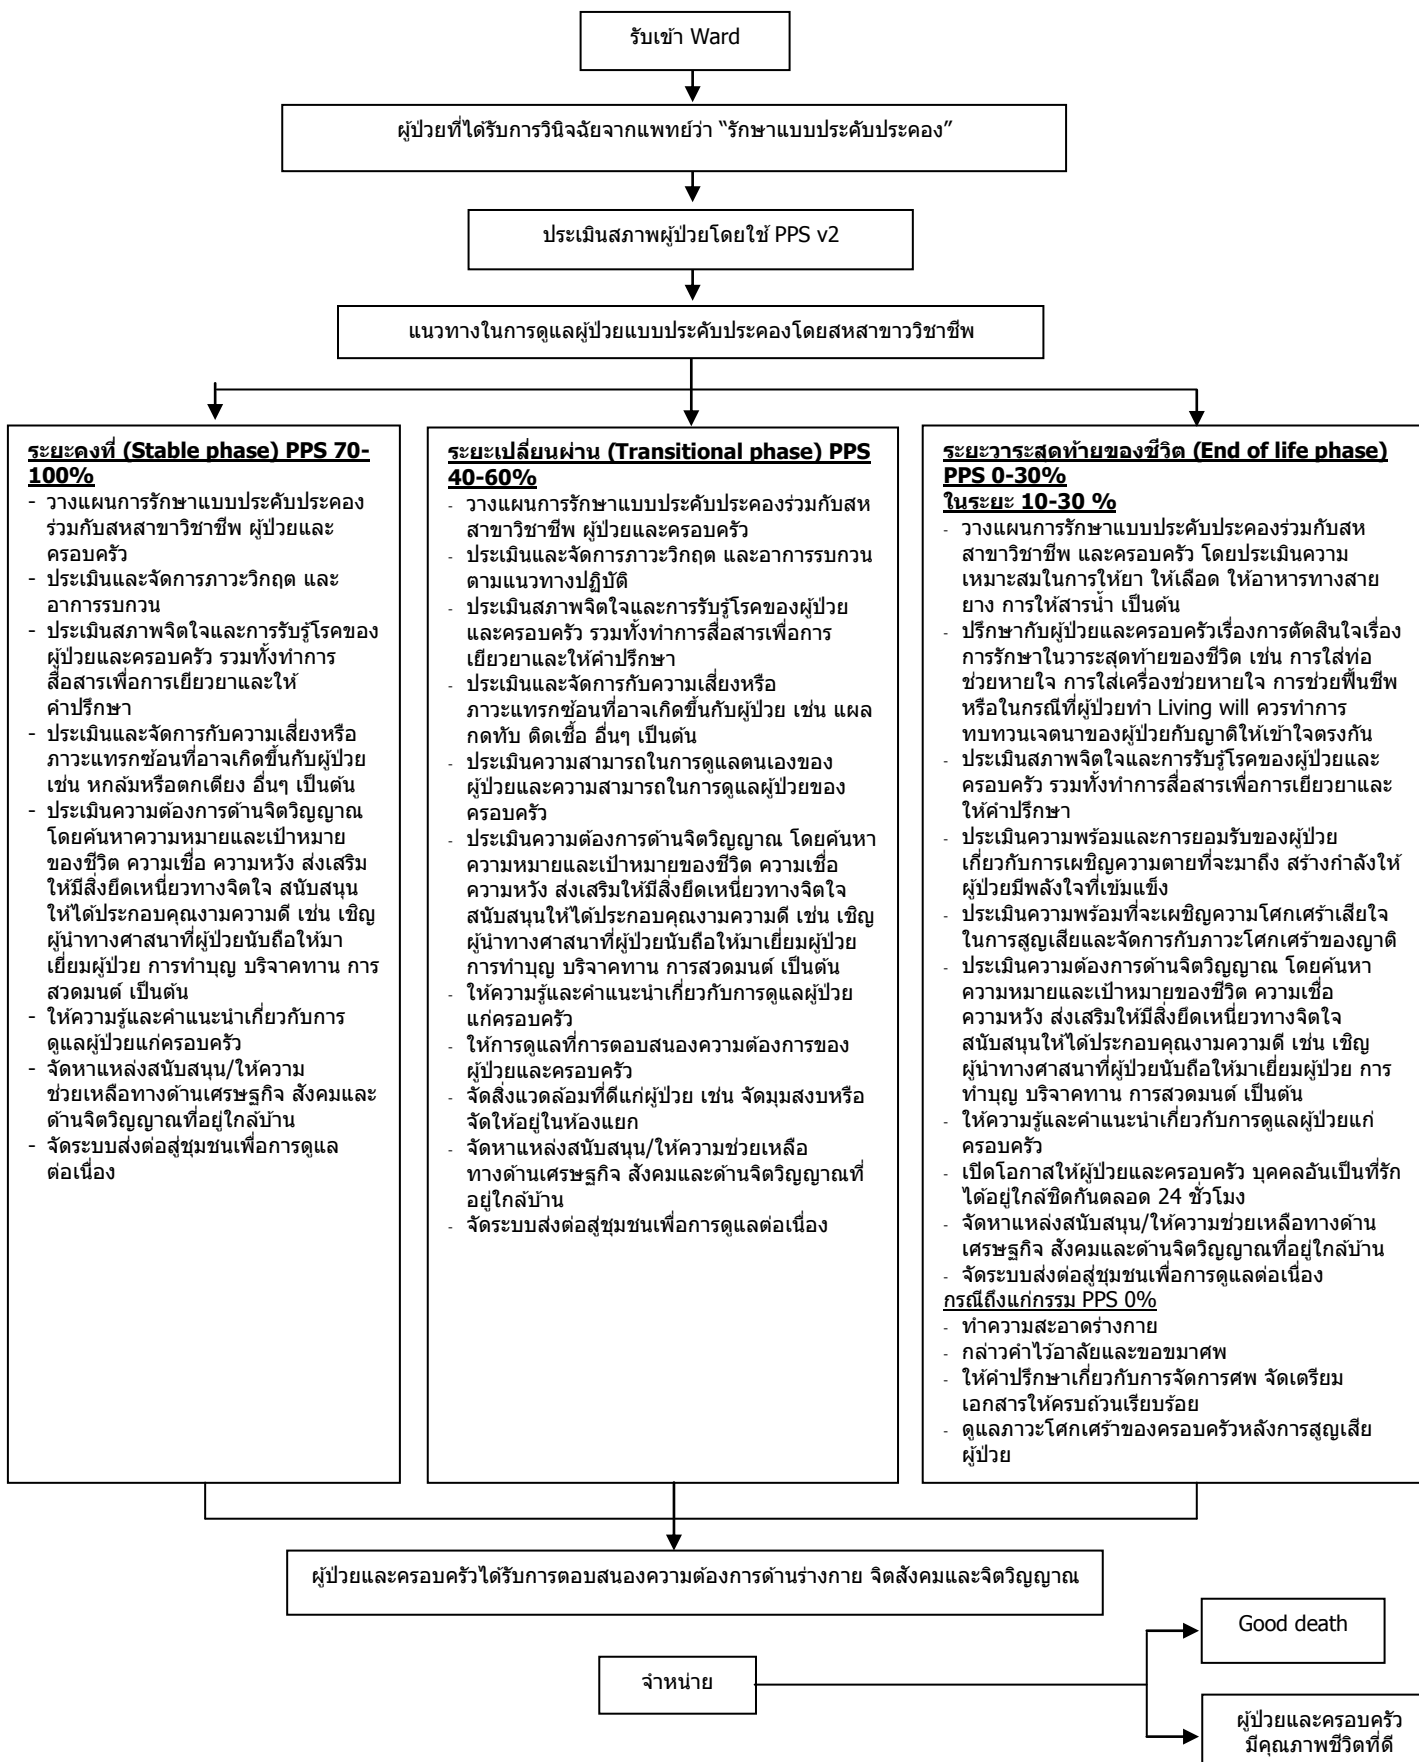 รับเข้า Ward
ผู้ป่วยที่ได้รับการวินิจฉัยจากแพทย์ว่า “รักษาแบบประคับประคอง”
ประเมินสภาพผู้ป่วยโดยใช้ PPS v2
แนวทางในการดูแลผู้ป่วยแบบประคับประคองโดยสหสาขาววิชาชีพ
ระยะคงที่ (Stable phase) PPS 70-
100%
- วางแผนการรักษาแบบประคับประคอง
ร่วมกับสหสาขาวิชาชีพ ผู้ป่วยและ
ครอบครัว
- ประเมินและจัดการภาวะวิกฤต และ
อาการรบกวน
- ประเมินสภาพจิตใจและการรับรู้โรคของ
ผู้ป่วยและครอบครัว รวมทั้งทำการ
สื่อสารเพื่อการเยียวยาและให้
คำปรึกษา
- ประเมินและจัดการกับความเสี่ยงหรือ
ภาวะแทรกซ้อนที่อาจเกิดขึ้นกับผู้ป่วย
เช่น หกล้มหรือตกเตียง อื่นๆ เป็นต้น
- ประเมินความต้องการด้านจิตวิญญาณ
โดยค้นหาความหมายและเป้าหมาย
ของชีวิต ความเชื่อ ความหวัง ส่งเสริม
ให้มีสิ่งยึดเหนี่ยวทางจิตใจ สนับสนุน
ให้ได้ประกอบคุณงามความดี เช่น เชิญ
ผู้นำทางศาสนาที่ผู้ป่วยนับถือให้มา
เยี่ยมผู้ป่วย การทำบุญ บริจาคทาน การ
สวดมนต์ เป็นต้น
- ให้ความรู้และคำแนะนำเกี่ยวกับการ
ดูแลผู้ป่วยแก่ครอบครัว
- จัดหาแหล่งสนับสนุน/ให้ความ
ช่วยเหลือทางด้านเศรษฐกิจ สังคมและ
ด้านจิตวิญญาณที่อยู่ใกล้บ้าน
- จัดระบบส่งต่อสู่ชุมชนเพื่อการดูแล
ต่อเนื่อง
ระยะเปลี่ยนผ่าน (Transitional phase) PPS
40-60%
- วางแผนการรักษาแบบประคับประคองร่วมกับสห
สาขาวิชาชีพ ผู้ป่วยและครอบครัว
- ประเมินและจัดการภาวะวิกฤต และอาการรบกวน
ตามแนวทางปฏิบัติ
- ประเมินสภาพจิตใจและการรับรู้โรคของผู้ป่วย
และครอบครัว รวมทั้งทำการสื่อสารเพื่อการ
เยียวยาและให้คำปรึกษา
- ประเมินและจัดการกับความเสี่ยงหรือ
ภาวะแทรกซ้อนที่อาจเกิดขึ้นกับผู้ป่วย เช่น แผล
กดทับ ติดเชื้อ อื่นๆ เป็นต้น
- ประเมินความสามารถในการดูแลตนเองของ
ผู้ป่วยและความสามารถในการดูแลผู้ป่วยของ
ครอบครัว
- ประเมินความต้องการด้านจิตวิญญาณ โดยค้นหา
ความหมายและเป้าหมายของชีวิต ความเชื่อ
ความหวัง ส่งเสริมให้มีสิ่งยึดเหนี่ยวทางจิตใจ
สนับสนุนให้ได้ประกอบคุณงามความดี เช่น เชิญ
ผู้นำทางศาสนาที่ผู้ป่วยนับถือให้มาเยี่ยมผู้ป่วย
การทำบุญ บริจาคทาน การสวดมนต์ เป็นต้น
- ให้ความรู้และคำแนะนำเกี่ยวกับการดูแลผู้ป่วย
แก่ครอบครัว
- ให้การดูแลที่การตอบสนองความต้องการของ
ผู้ป่วยและครอบครัว
- จัดสิ่งแวดล้อมที่ดีแก่ผู้ป่วย เช่น จัดมุมสงบหรือ
จัดให้อยู่ในห้องแยก
- จัดหาแหล่งสนับสนุน/ให้ความช่วยเหลือ
ทางด้านเศรษฐกิจ สังคมและด้านจิตวิญญาณที่
อยู่ใกล้บ้าน
- จัดระบบส่งต่อสู่ชุมชนเพื่อการดูแลต่อเนื่อง
ระยะวาระสุดท้ายของชีวิต (End of life phase)
PPS 0-30%
ในระยะ 10-30 %
- วางแผนการรักษาแบบประคับประคองร่วมกับสห
สาขาวิชาชีพ และครอบครัว โดยประเมินความ
เหมาะสมในการให้ยา ให้เลือด ให้อาหารทางสาย
ยาง การให้สารน้ำ เป็นต้น
- ปรึกษากับผู้ป่วยและครอบครัวเรื่องการตัดสินใจเรื่อง
การรักษาในวาระสุดท้ายของชีวิต เช่น การใส่ท่อ
ช่วยหายใจ การใส่เครื่องช่วยหายใจ การช่วยฟื้นชีพ
หรือในกรณีที่ผู้ป่วยทำ Living will ควรทำการ
ทบทวนเจตนาของผู้ป่วยกับญาติให้เข้าใจตรงกัน
- ประเมินสภาพจิตใจและการรับรู้โรคของผู้ป่วยและ
ครอบครัว รวมทั้งทำการสื่อสารเพื่อการเยียวยาและ
ให้คำปรึกษา
- ประเมินความพร้อมและการยอมรับของผู้ป่วย
เกี่ยวกับการเผชิญความตายที่จะมาถึง สร้างกำลังให้
ผู้ป่วยมีพลังใจที่เข้มแข็ง
- ประเมินความพร้อมที่จะเผชิญความโศกเศร้าเสียใจ
ในการสูญเสียและจัดการกับภาวะโศกเศร้าของญาติ
- ประเมินความต้องการด้านจิตวิญญาณ โดยค้นหา
ความหมายและเป้าหมายของชีวิต ความเชื่อ
ความหวัง ส่งเสริมให้มีสิ่งยึดเหนี่ยวทางจิตใจ
สนับสนุนให้ได้ประกอบคุณงามความดี เช่น เชิญ
ผู้นำทางศาสนาที่ผู้ป่วยนับถือให้มาเยี่ยมผู้ป่วย การ
ทำบุญ บริจาคทาน การสวดมนต์ เป็นต้น
- ให้ความรู้และคำแนะนำเกี่ยวกับการดูแลผู้ป่วยแก่
ครอบครัว
- เปิดโอกาสให้ผู้ป่วยและครอบครัว บุคคลอันเป็นที่รัก
ได้อยู่ใกล้ชิดกันตลอด 24 ชั่วโมง
- จัดหาแหล่งสนับสนุน/ให้ความช่วยเหลือทางด้าน
เศรษฐกิจ สังคมและด้านจิตวิญญาณที่อยู่ใกล้บ้าน
- จัดระบบส่งต่อสู่ชุมชนเพื่อการดูแลต่อเนื่อง
กรณีถึงแก่กรรม PPS 0%
- ทำความสะอาดร่างกาย
- กล่าวคำไว้อาลัยและขอขมาศพ
- ให้คำปรึกษาเกี่ยวกับการจัดการศพ จัดเตรียม
เอกสารให้ครบถ้วนเรียบร้อย
- ดูแลภาวะโศกเศร้าของครอบครัวหลังการสูญเสีย
ผู้ป่วย
ผู้ป่วยและครอบครัวได้รับการตอบสนองความต้องการด้านร่างกาย จิตสังคมและจิตวิญญาณ
Good death
จำหน่าย
ผู้ป่วยและครอบครัว
มีคุณภาพชีวิตที่ดี